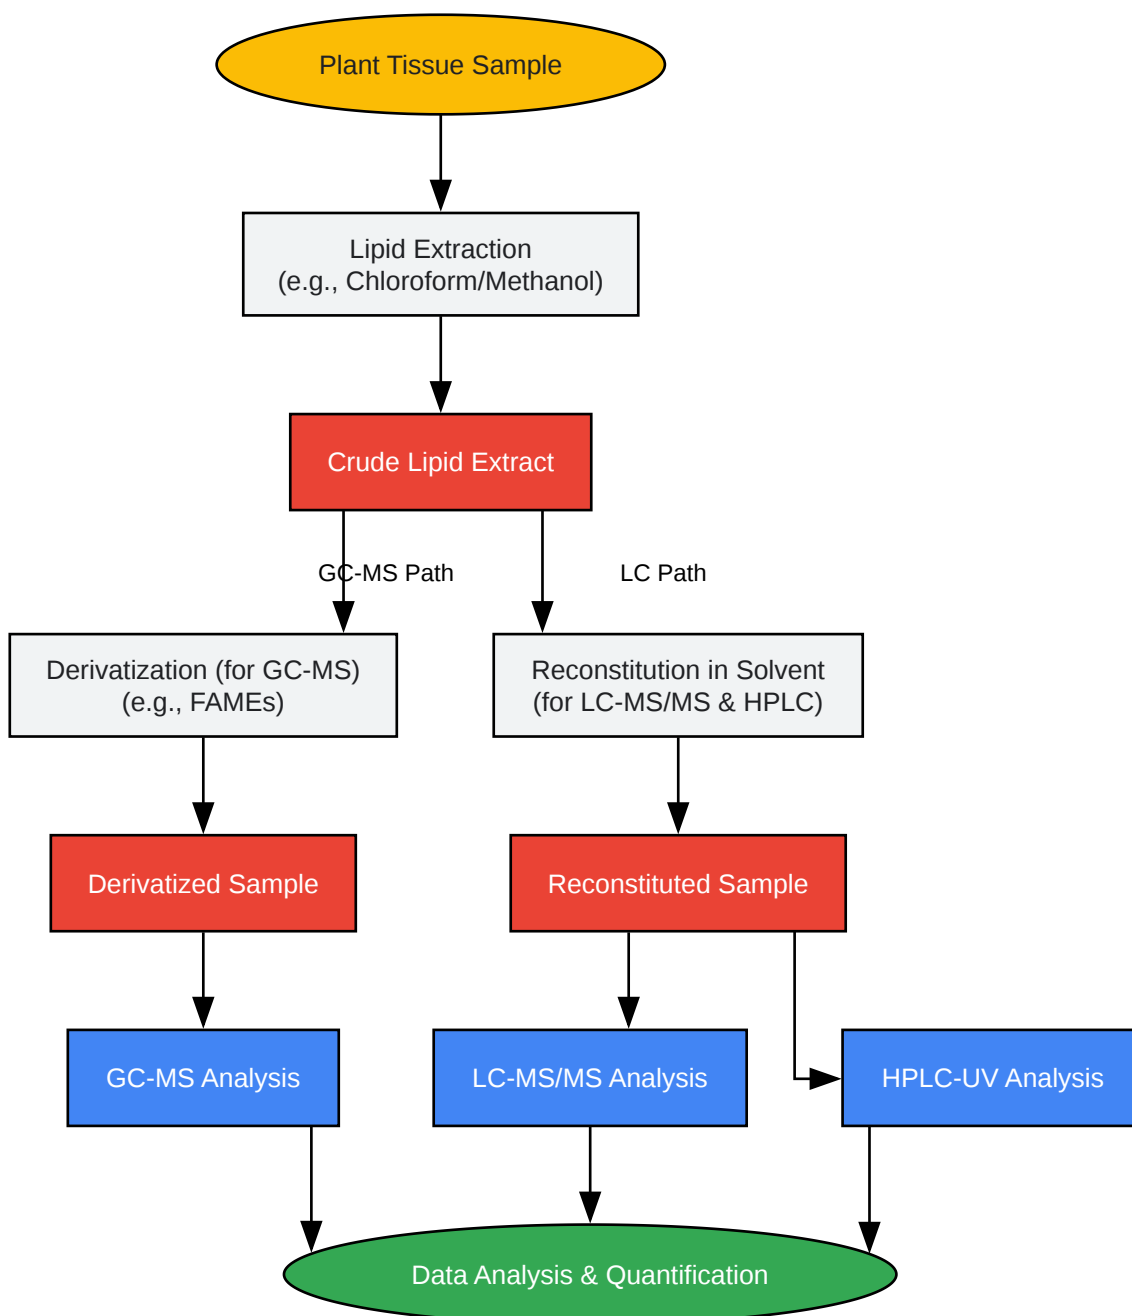 Plant Tissue Sample
Lipid Extraction
(e.g., Chloroform/Methanol)
Crude Lipid Extract
GC-MS Path
LC Path
Derivatization (for GC-MS)
(e.g., FAMEs)
Reconstitution in Solvent
(for LC-MS/MS & HPLC)
Derivatized Sample
Reconstituted Sample
GC-MS Analysis
LC-MS/MS Analysis
HPLC-UV Analysis
Data Analysis & Quantification